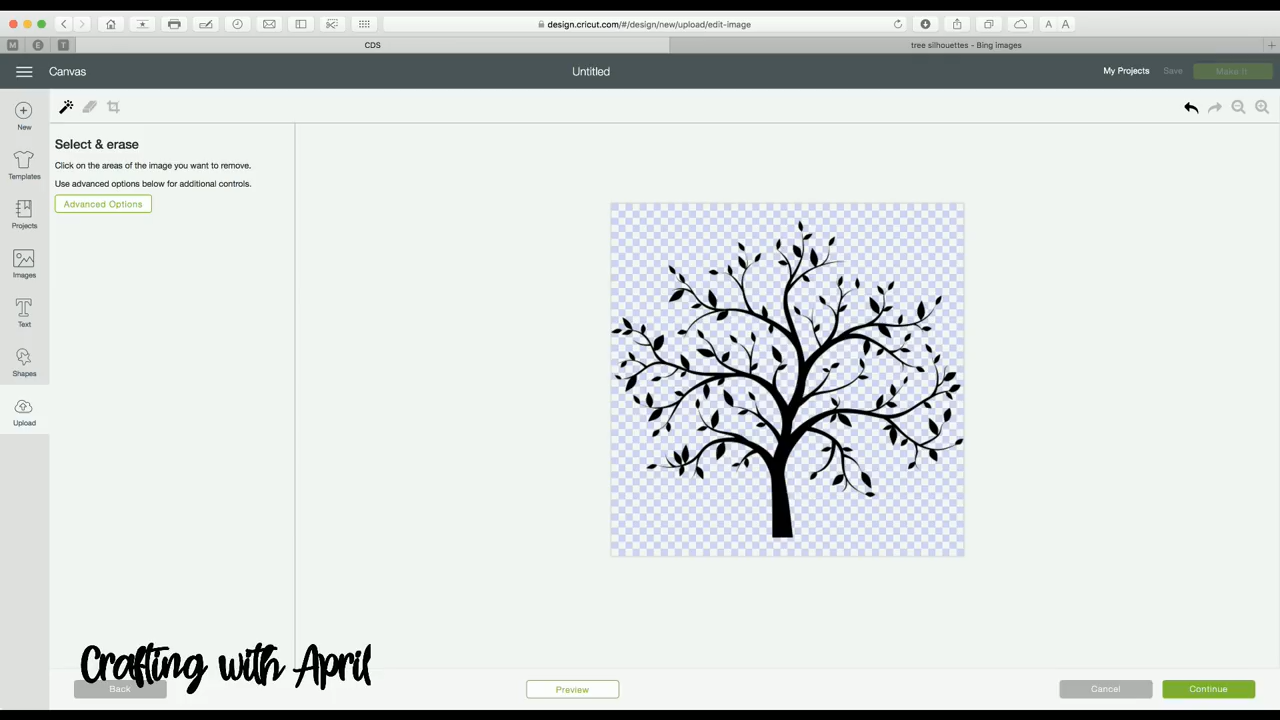 design.cricut.com/#/design/new/upload/edit-image
A A
M E T CDS tree silhouettes - Bing images +
Canvas Untitled My Projects Save Make It
New
Templates
Projects
Images
Text
Shapes
Upload
Select & erase
Click on the areas of the image you want to remove.
Use advanced options below for additional controls.
Advanced Options
Crafting with April
Back Preview Cancel Continue